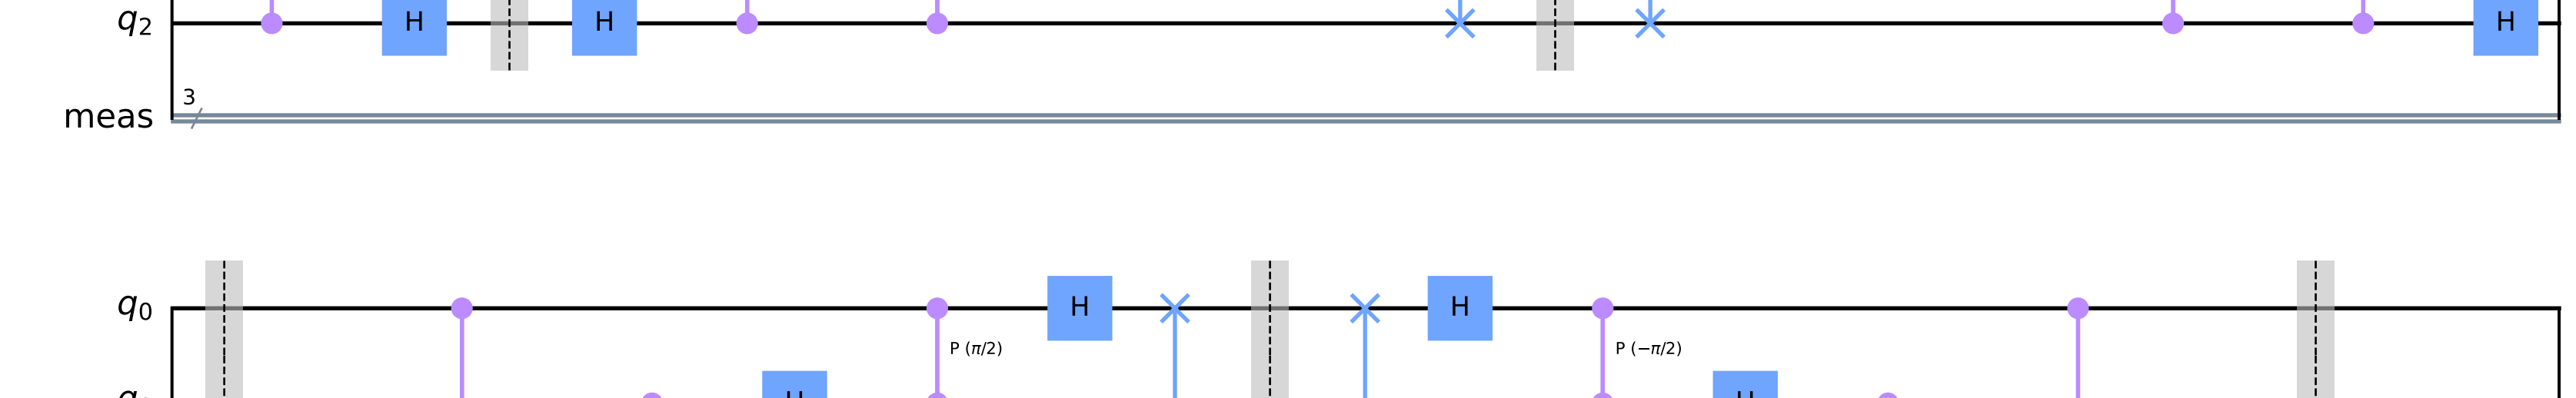 q₂ H H H
3
meas
q₀ H H
P (π/2) P (−π/2)
H H